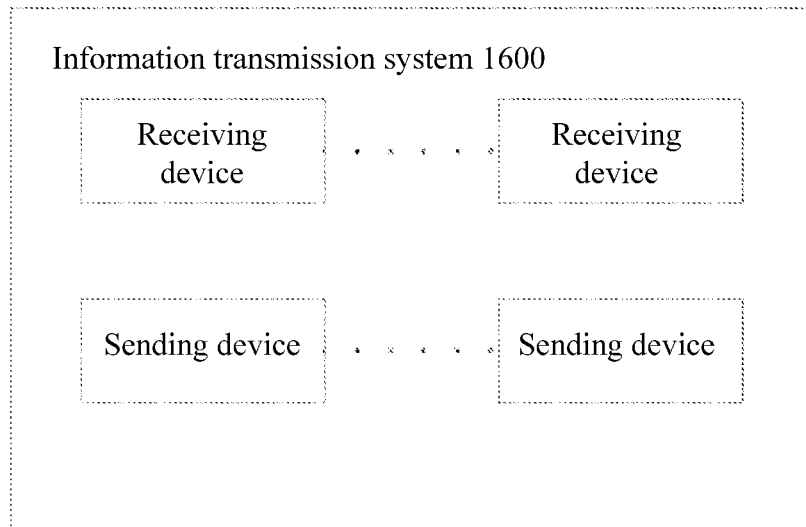 Information transmission system 1600
Receiving
device
Receiving
device
Sending device
Sending device